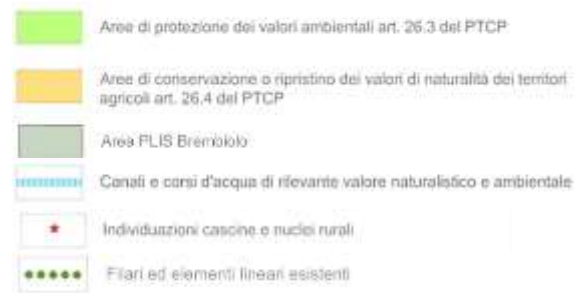 Aree di protezione dei valori ambientali art. 26.3 del PTCP
Aree di conservazione o ripristino dei valori di naturalità dei territori
agricoli art. 26.4 del PTCP
Area PLIS Brembiolo
Canali e corsi d'acqua di rilevante valore naturalistico e ambientale
Individuazioni cascine e nuclei rurali
Filari ed elementi lineari esistenti